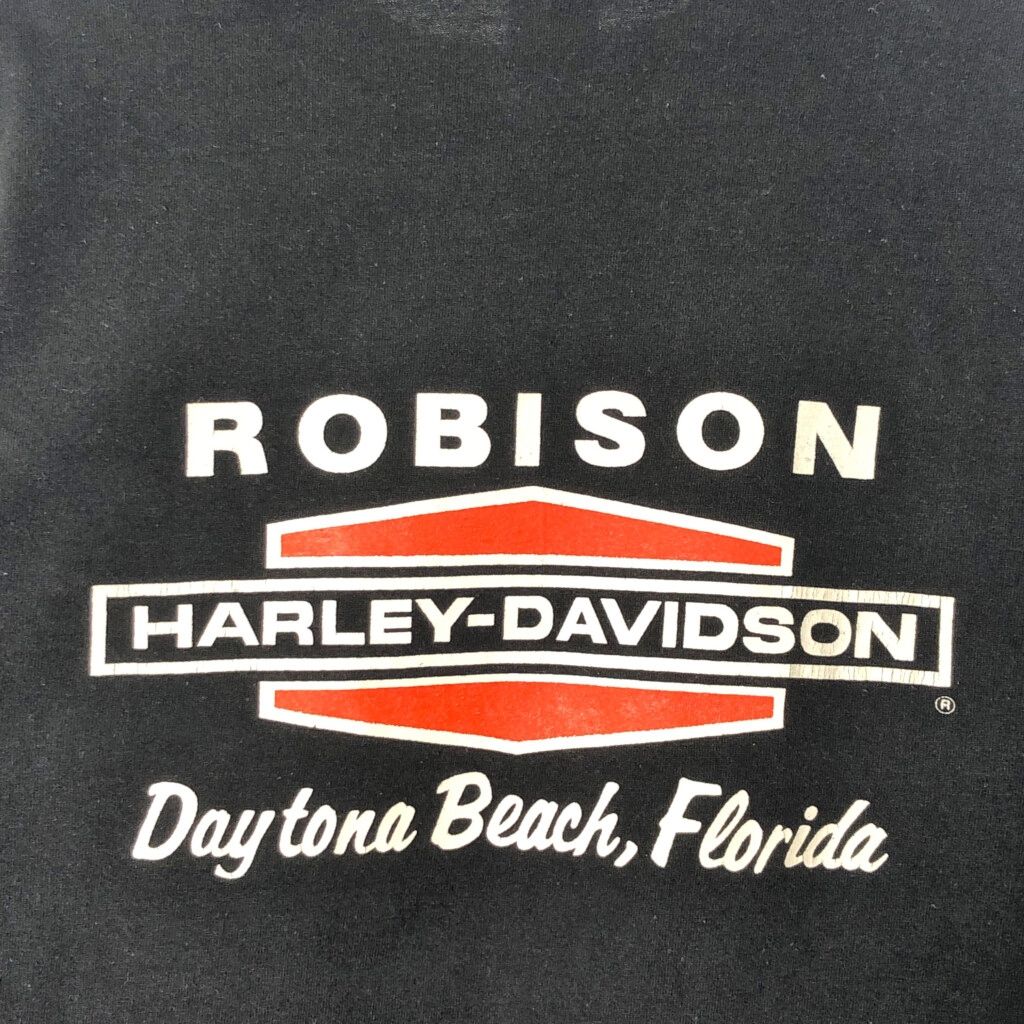 ROBISON
HARLEY-DAVIDSON
®
Daytona Beach, Florida